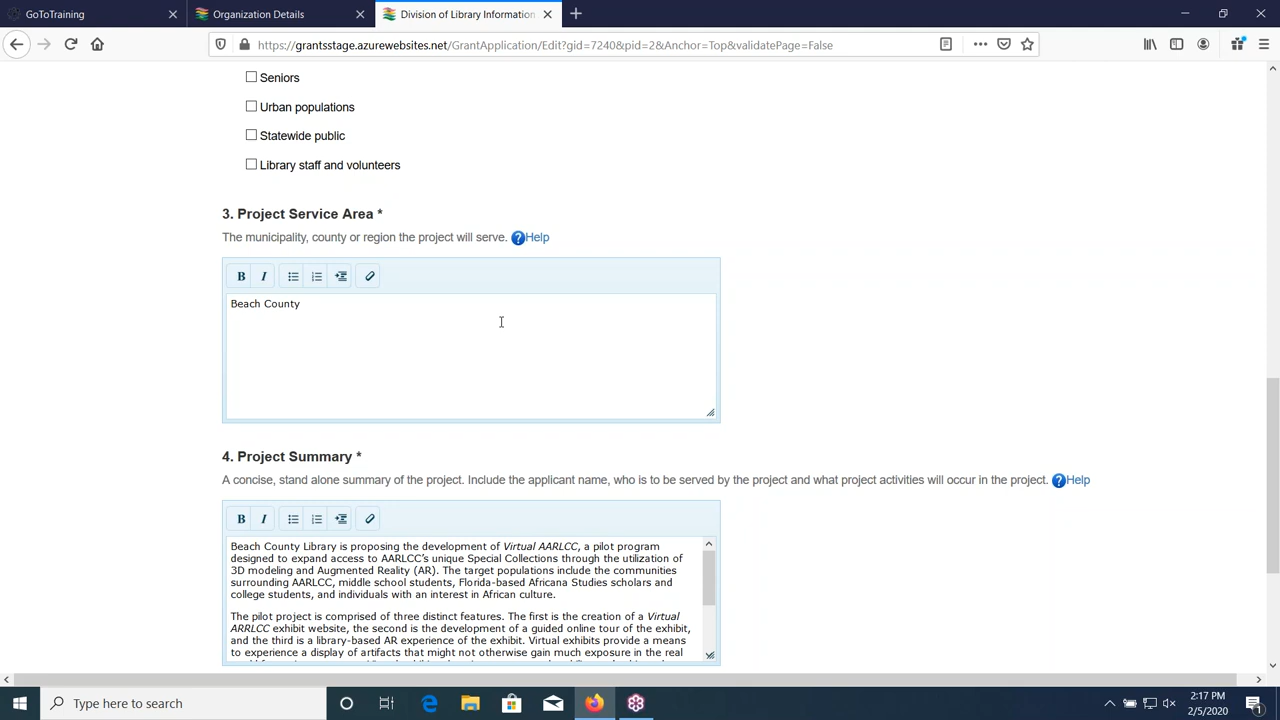 GoToTraining
Organization Details
Division of Library Information
https://grantsstage.azurewebsites.net/GrantApplication/Edit?gid=7240&pid=2&Anchor=Top&validatePage=False
Seniors
Urban populations
Statewide public
Library staff and volunteers
3. Project Service Area *
The municipality, county or region the project will serve. ?Help
B I
Beach County
4. Project Summary *
A concise, stand alone summary of the project. Include the applicant name, who is to be served by the project and what project activities will occur in the project. ?Help
B I
Beach County Library is proposing the development of Virtual AARLCC, a pilot program
designed to expand access to AARLCC's unique Special Collections through the utilization of
3D modeling and Augmented Reality (AR). The target populations include the communities
surrounding AARLCC, middle school students, Florida-based Africana Studies scholars and
college students, and individuals with an interest in African culture.
The pilot project is comprised of three distinct features. The first is the creation of a Virtual
ARRLCC exhibit website, the second is the development of a guided online tour of the exhibit,
and the third is a library-based AR experience of the exhibit. Virtual exhibits provide a means
to experience a display of artifacts that might not otherwise gain much exposure in the real
Type here to search
2:17 PM
2/5/2020
1